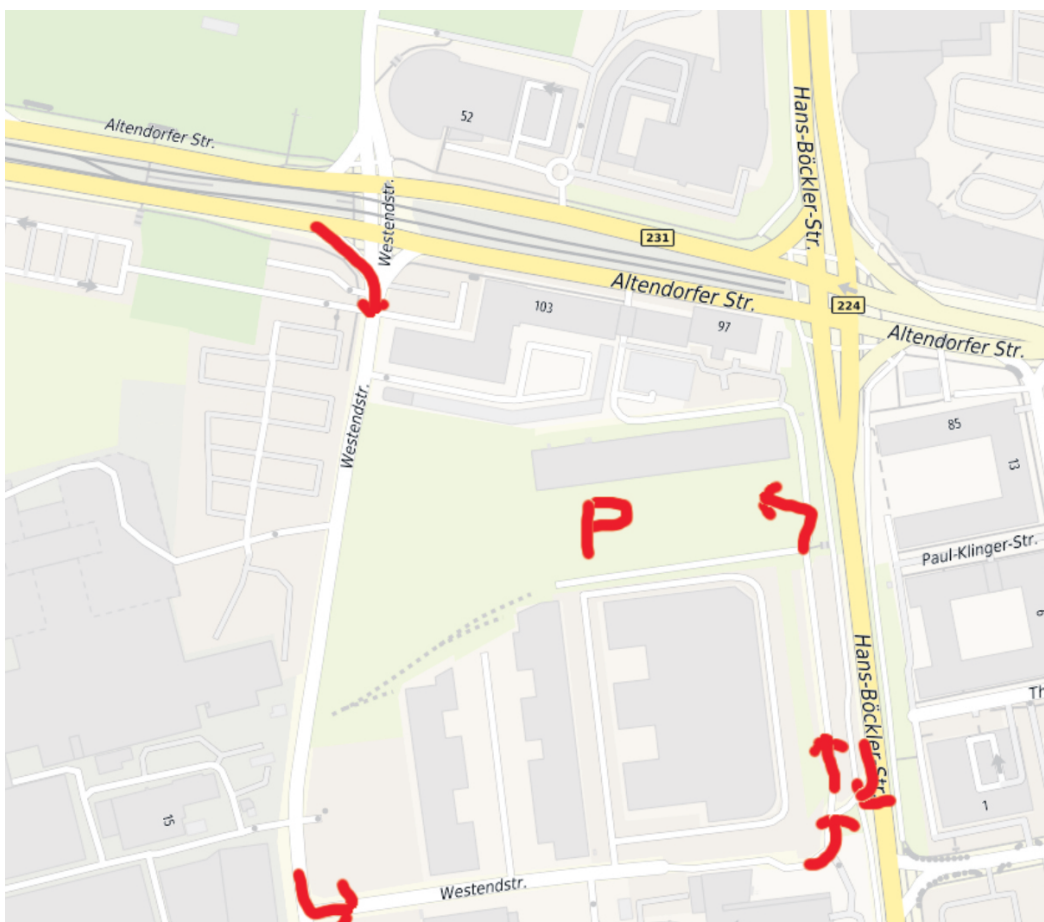 52
Altendorfer Str.
Hans-Böckler-Str.
Westendstr.
231
Altendorfer Str.
224
103
97
Altendorfer Str.
Westendstr.
85
13
P
Paul-Klinger-Str.
Hans-Böckler-Str.
Th
15
1
Westendstr.